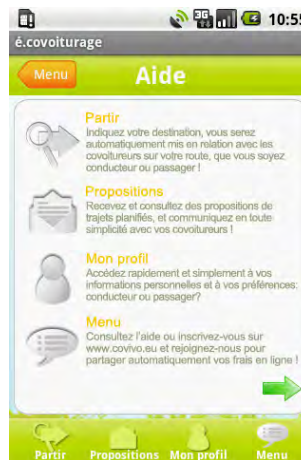 3G
10:55
é.covoiturage
Menu
Aide
Partir
Indiquez votre destination, vous serez
automatiquement mis en relation avec les
covoitureurs sur votre route, que vous soyez
conducteur ou passager !
Propositions
Recevez et consultez des propositions de
trajets planifiés, et communiquez en toute
simplicité avec vos covoitureurs !
Mon profil
Accédez rapidement et simplement à vos
informations personnelles et à vos préférences:
conducteur ou passager?
Menu
Consultez l'aide ou inscrivez-vous sur
www.covivo.eu et rejoignez-nous pour
partager automatiquement vos frais en ligne !
Partir Propositions Mon profil Menu